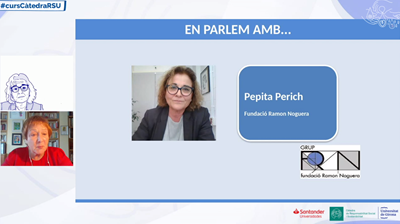 #cursCàtedraRSU
EN PARLEM AMB...
Pepita Perich
Fundació Ramon Noguera
GRUP
Fundació Ramon Noguera
Santander
Universidades